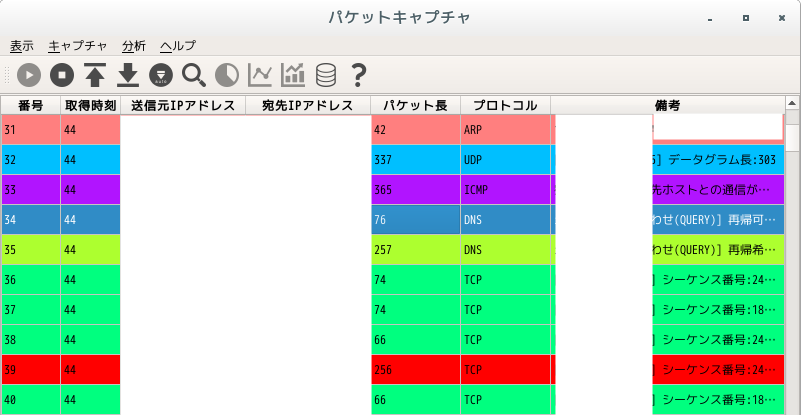 パケットキャプチャ
表示 キャプチャ 分析 ヘルプ
auto
番号 取得時刻 送信元IPアドレス 宛先IPアドレス パケット長 プロトコル 備考
31 44 42 ARP
32 44 337 UDP ] データグラム長:303
33 44 365 ICMP 先ホストとの通信が…
34 44 76 DNS わせ(QUERY)] 再帰可…
35 44 257 DNS わせ(QUERY)] 再帰希…
36 44 74 TCP ] シーケンス番号:24…
37 44 74 TCP ] シーケンス番号:18…
38 44 66 TCP ] シーケンス番号:24…
39 44 256 TCP ] シーケンス番号:24…
40 44 66 TCP ] シーケンス番号:18…